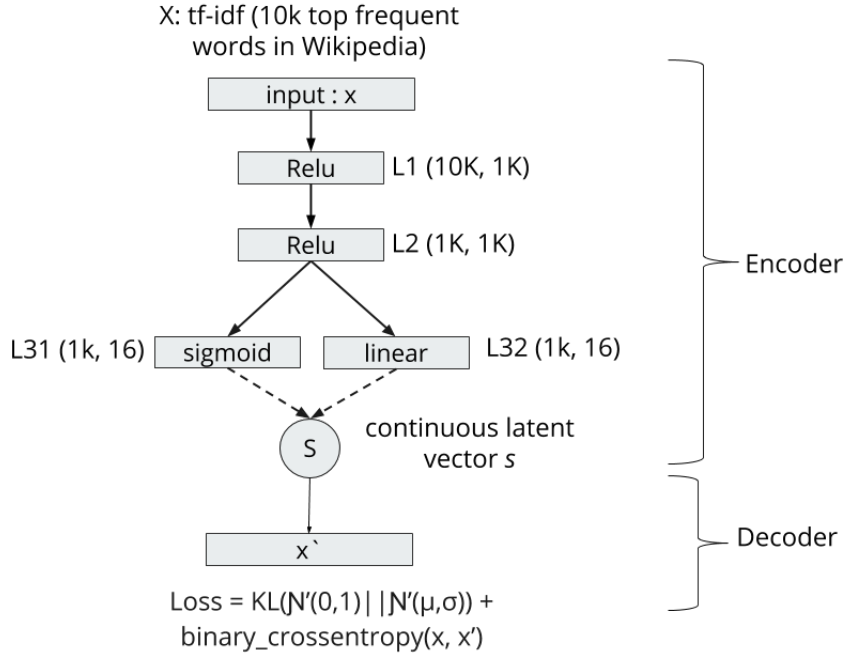 X: tf-idf (10k top frequent
words in Wikipedia)
input : x
Relu
L1 (10K, 1K)
Relu
L2 (1K, 1K)
Encoder
L31 (1k, 16)
sigmoid
linear
L32 (1k, 16)
S
continuous latent
vector s
x`
Decoder
Loss = KL(Ɲ’(0,1)||Ɲ’(μ,σ)) +
binary_crossentropy(x, x’)